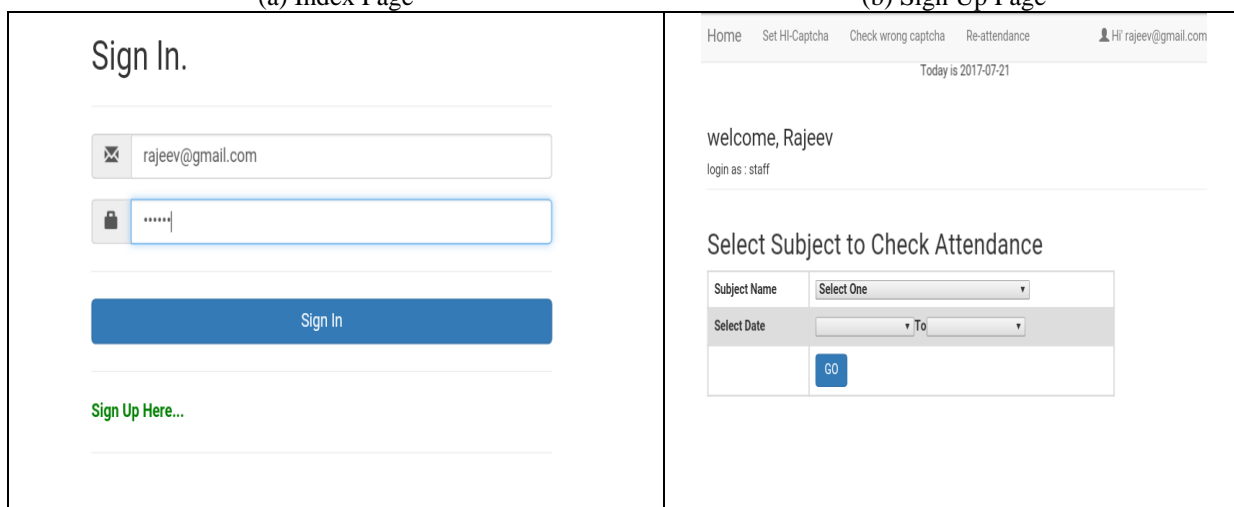 (a) Index Page
(b) Sign Up Page
Sign In.
rajeev@gmail.com
••••••
Sign In
Sign Up Here...
Home Set HI-Captcha Check wrong captcha Re-attendance Hi' rajeev@gmail.com
Today is 2017-07-21
welcome, Rajeev
login as : staff
Select Subject to Check Attendance
Subject Name Select One
Select Date To
GO